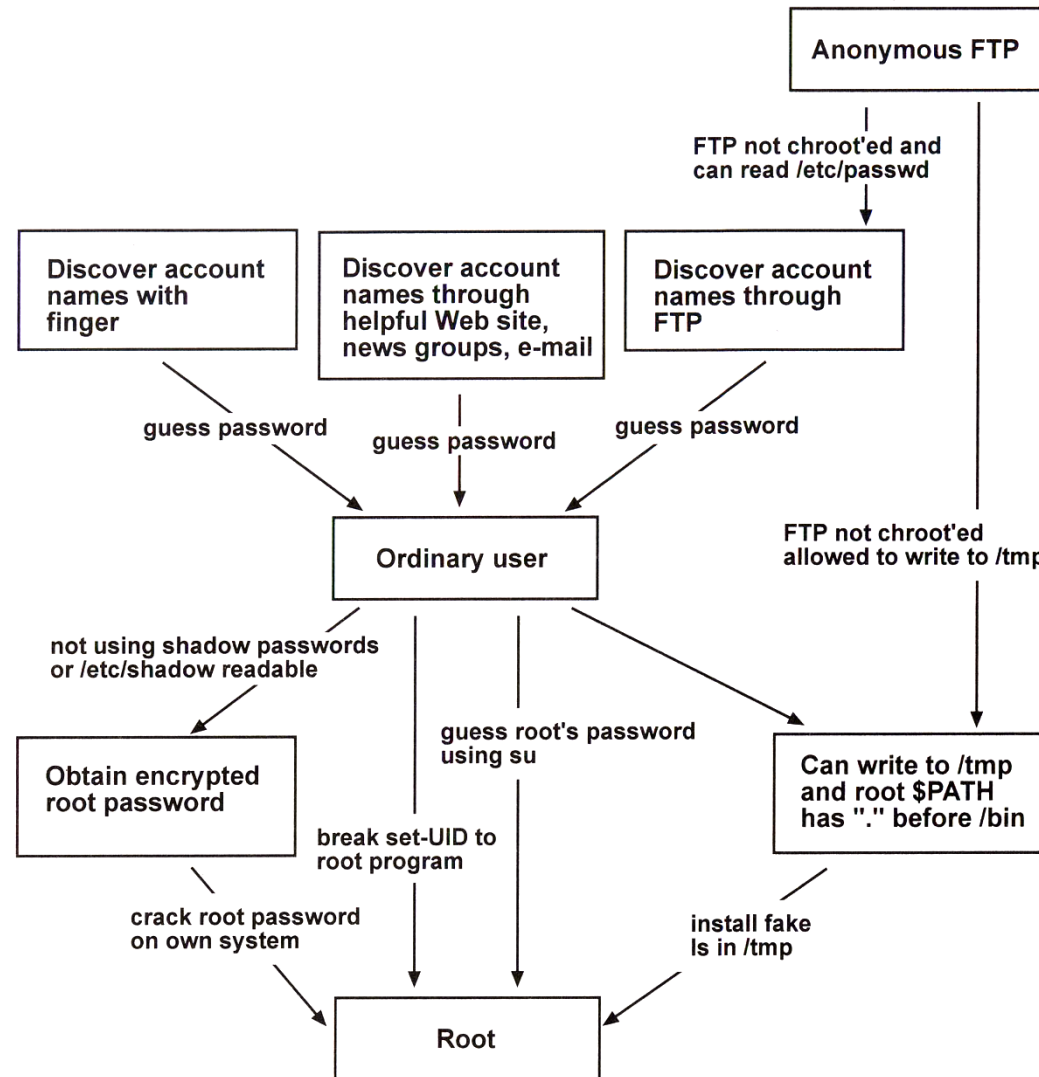 Anonymous FTP
FTP not chroot'ed and
can read /etc/passwd
Discover account
names with
finger
Discover account
names through
helpful Web site,
news groups, e-mail
Discover account
names through
FTP
guess password
guess password
guess password
Ordinary user
FTP not chroot'ed
allowed to write to /tmp
not using shadow passwords
or /etc/shadow readable
guess root's password
using su
Obtain encrypted
root password
Can write to /tmp
and root $PATH
has "." before /bin
break set-UID to
root program
crack root password
on own system
install fake
ls in /tmp
Root